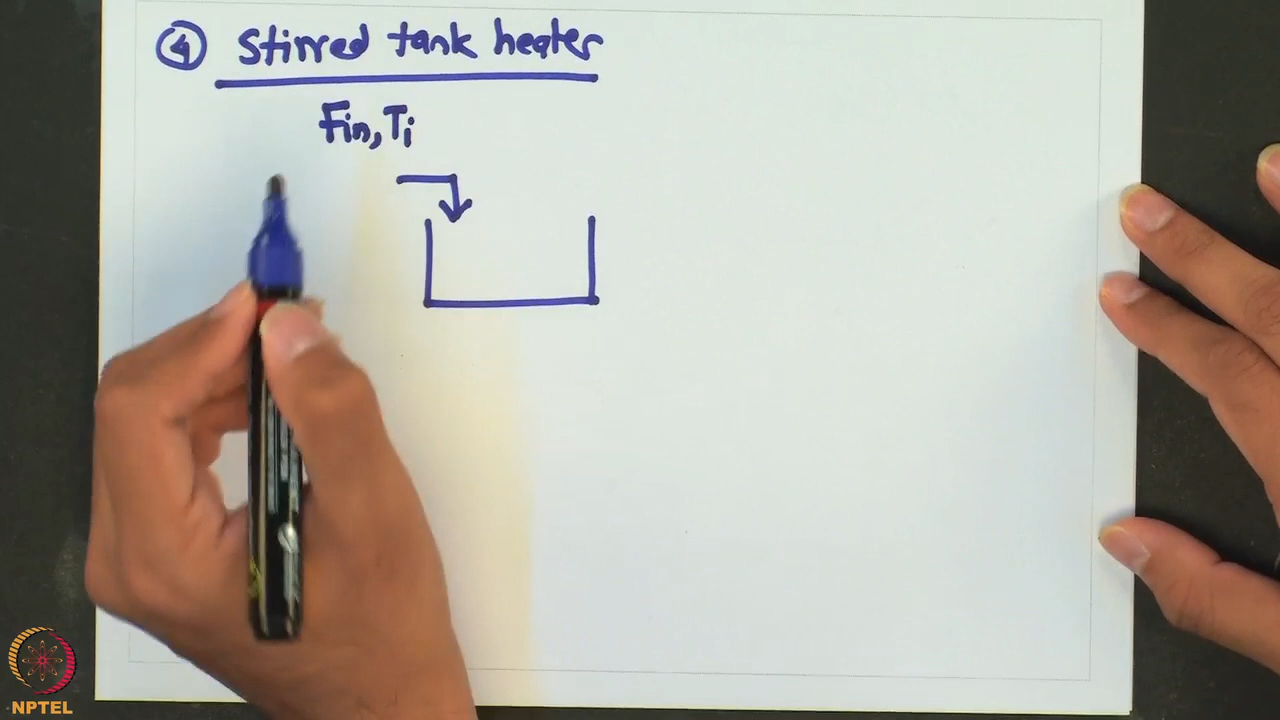 ④ Stirred tank heater
Fin, Ti
NPTEL